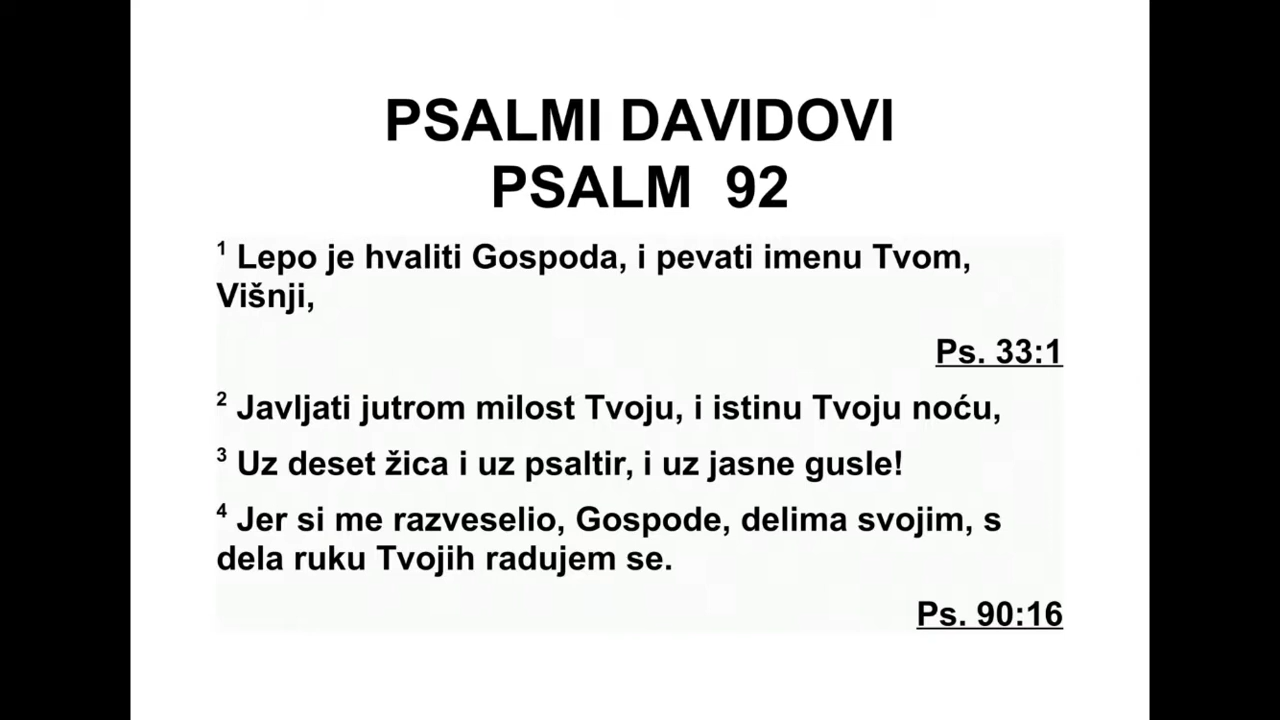 PSALMI DAVIDOVI
PSALM 92
1 Lepo je hvaliti Gospoda, i pevati imenu Tvom,
Višnji,
Ps. 33:1
2 Javljati jutrom milost Tvoju, i istinu Tvoju noću,
3 Uz deset žica i uz psaltir, i uz jasne gusle!
4 Jer si me razveselio, Gospode, delima svojim, s
dela ruku Tvojih radujem se.
Ps. 90:16